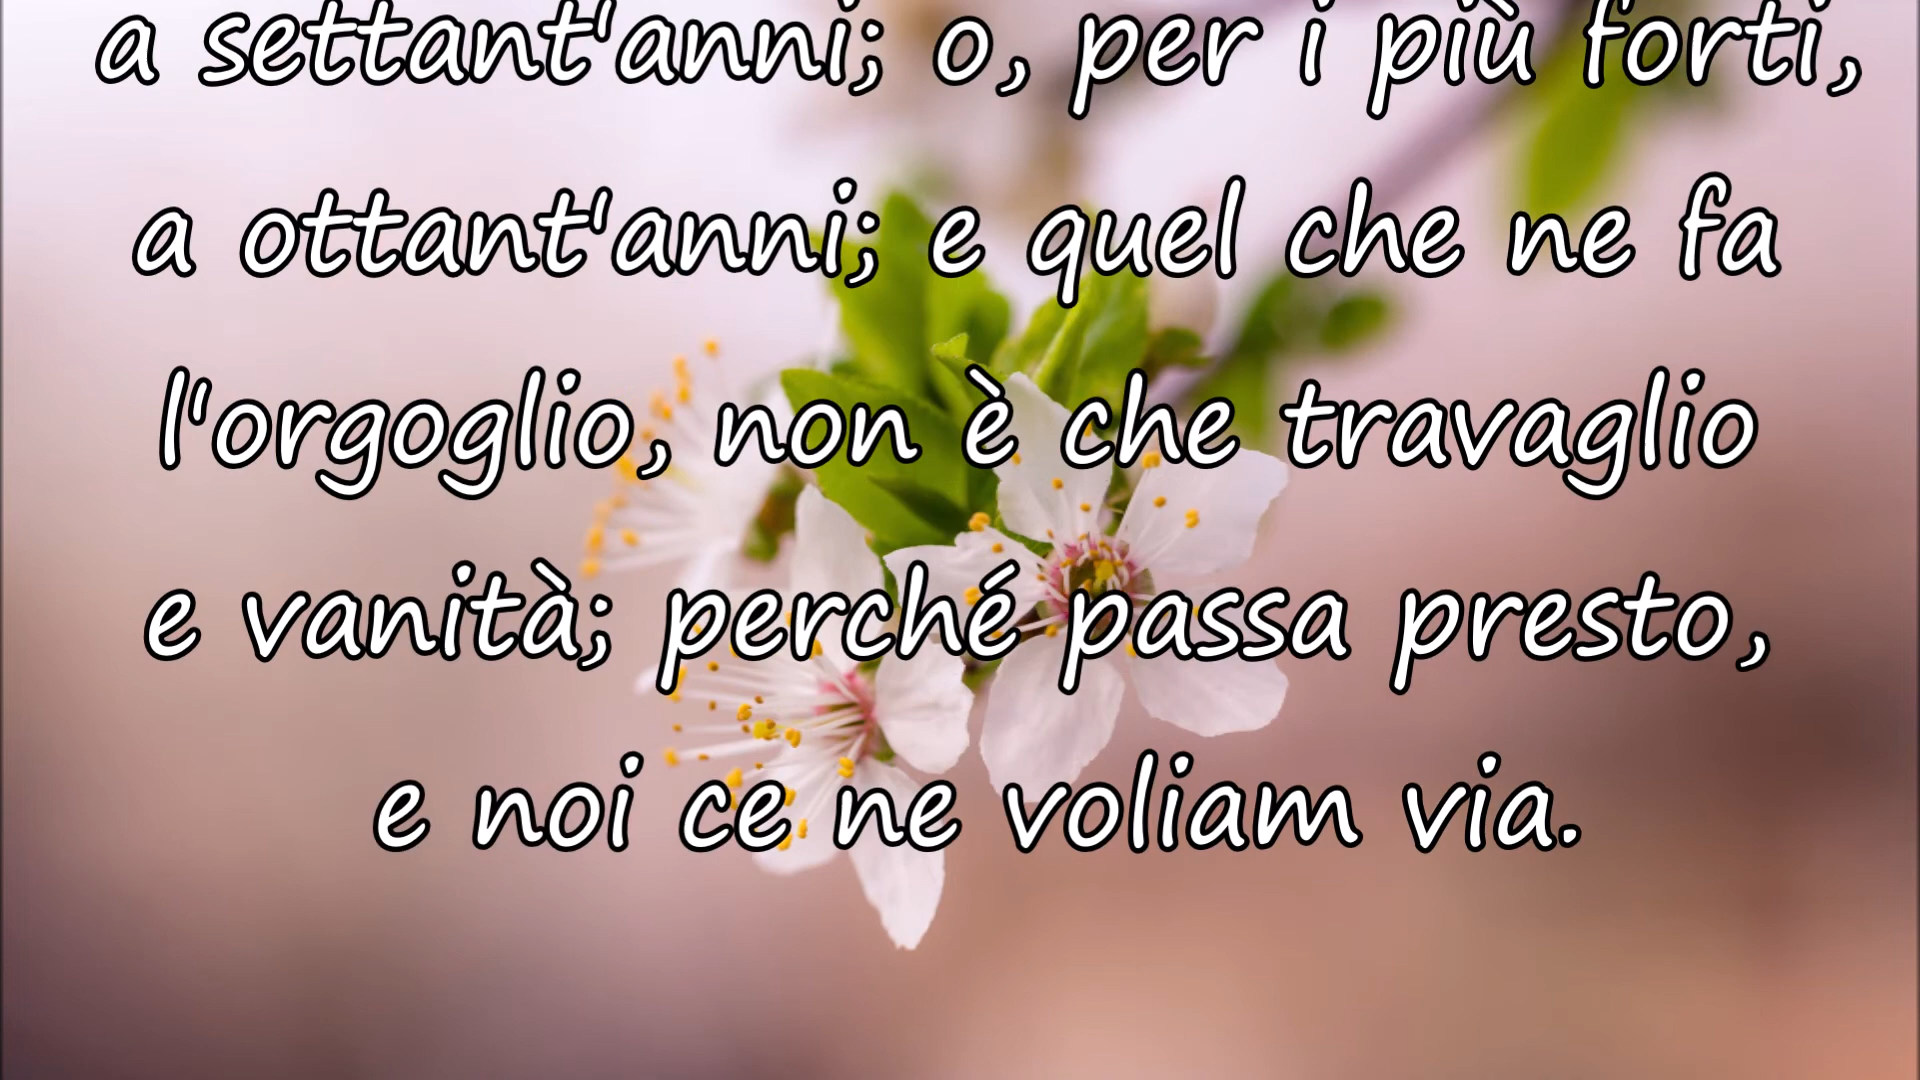 a settant'anni; o, per i più forti,
a ottant'anni; e quel che ne fa
l'orgoglio, non è che travaglio
e vanità; perché passa presto,
e noi ce ne voliam via.